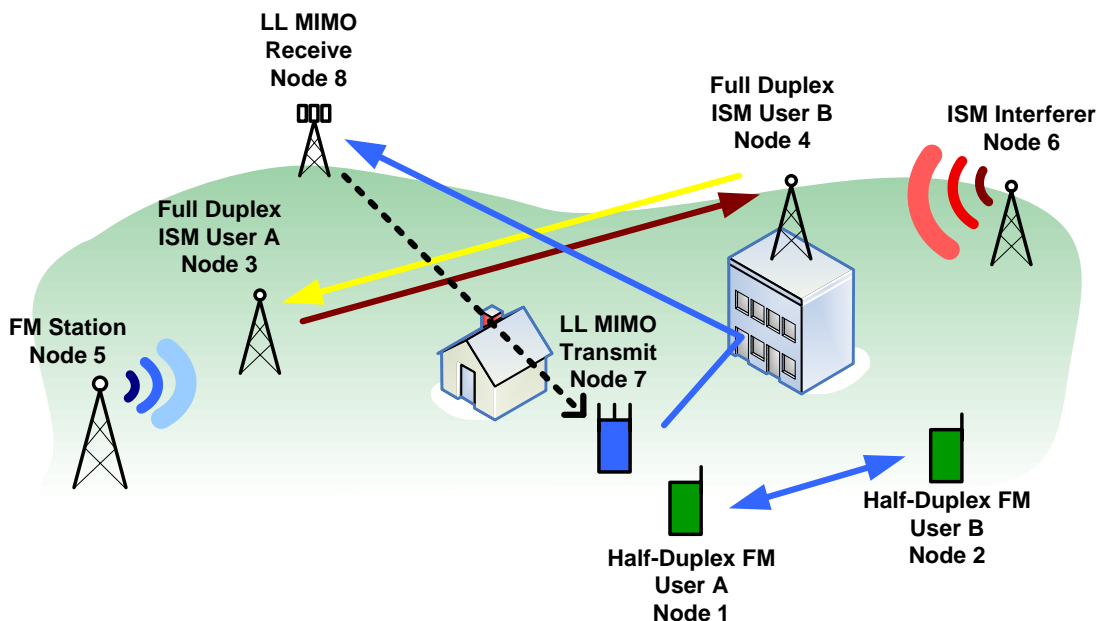 LL MIMO
Receive
Node 8
Full Duplex
ISM User B
Node 4
ISM Interferer
Node 6
Full Duplex
ISM User A
Node 3
FM Station
Node 5
LL MIMO
Transmit
Node 7
Half-Duplex FM
User B
Node 2
Half-Duplex FM
User A
Node 1